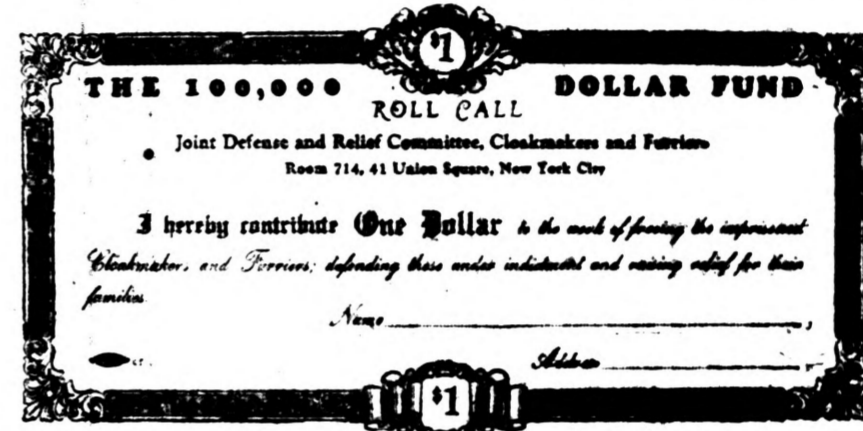 $1
THE 100,000 DOLLAR FUND
ROLL CALL
Joint Defense and Relief Committee, Cloakmakers and Furriers
Room 714, 41 Union Square, New York City
I hereby contribute One Dollar to the work of freeing the imprisoned
Cloakmakers and Furriers; defending those under indictment and raising relief for their
families.
Name
Address
$1